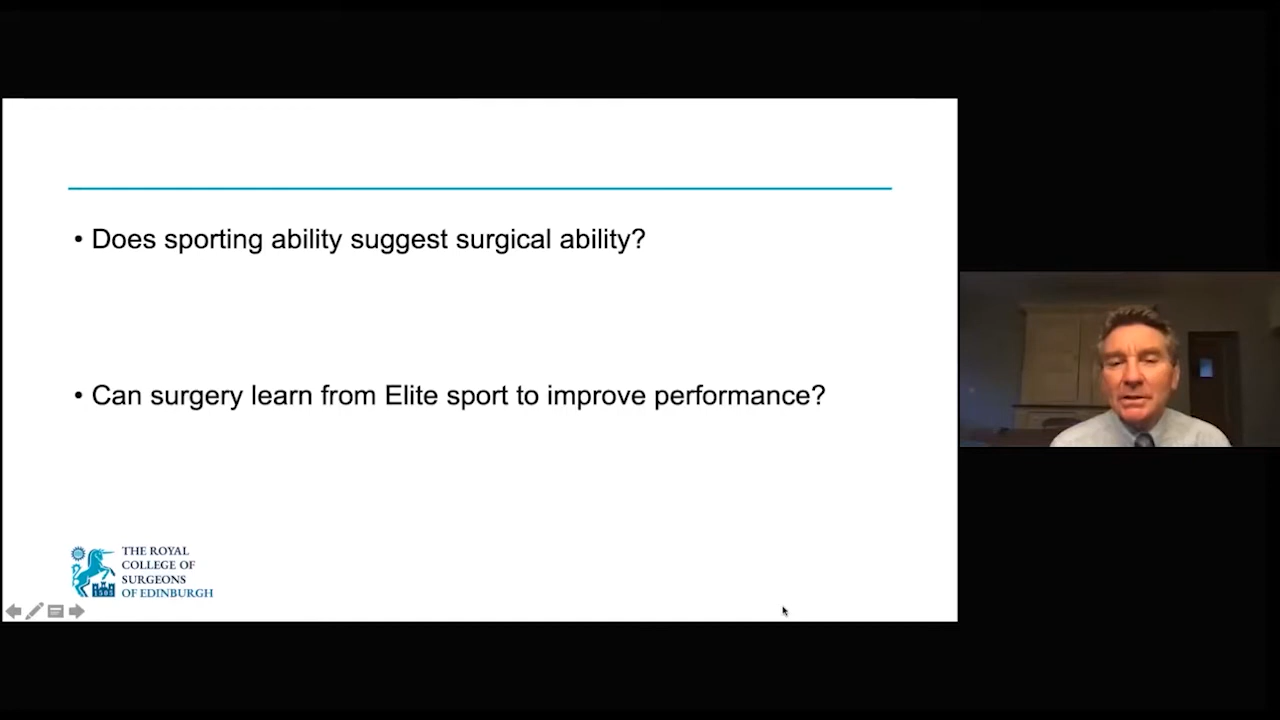 • Does sporting ability suggest surgical ability?
• Can surgery learn from Elite sport to improve performance?
THE ROYAL
COLLEGE OF
SURGEONS
OF EDINBURGH